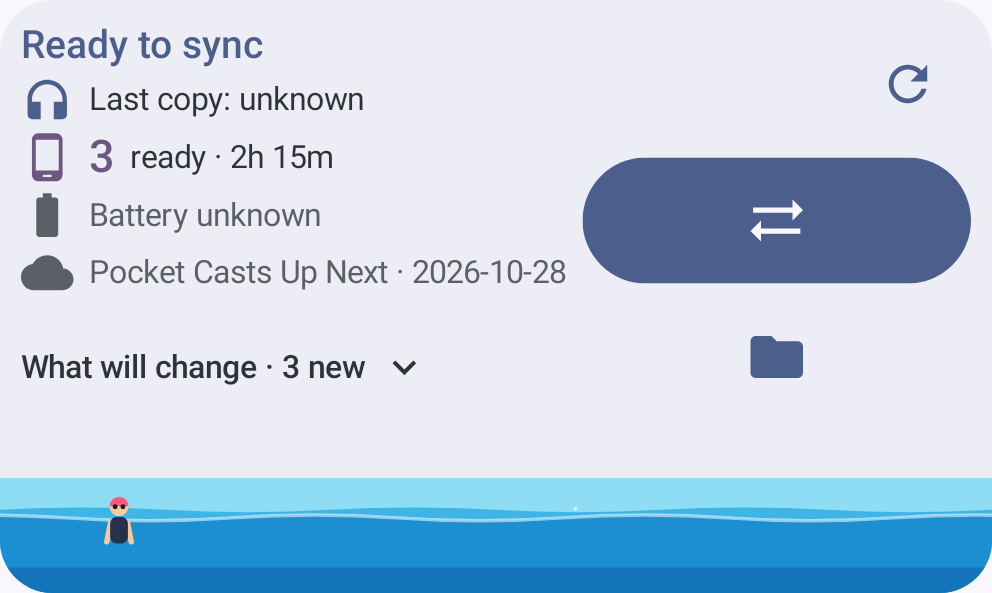 Ready to sync
Last copy: unknown
3 ready · 2h 15m
Battery unknown
Pocket Casts Up Next · 2026-10-28
What will change · 3 new